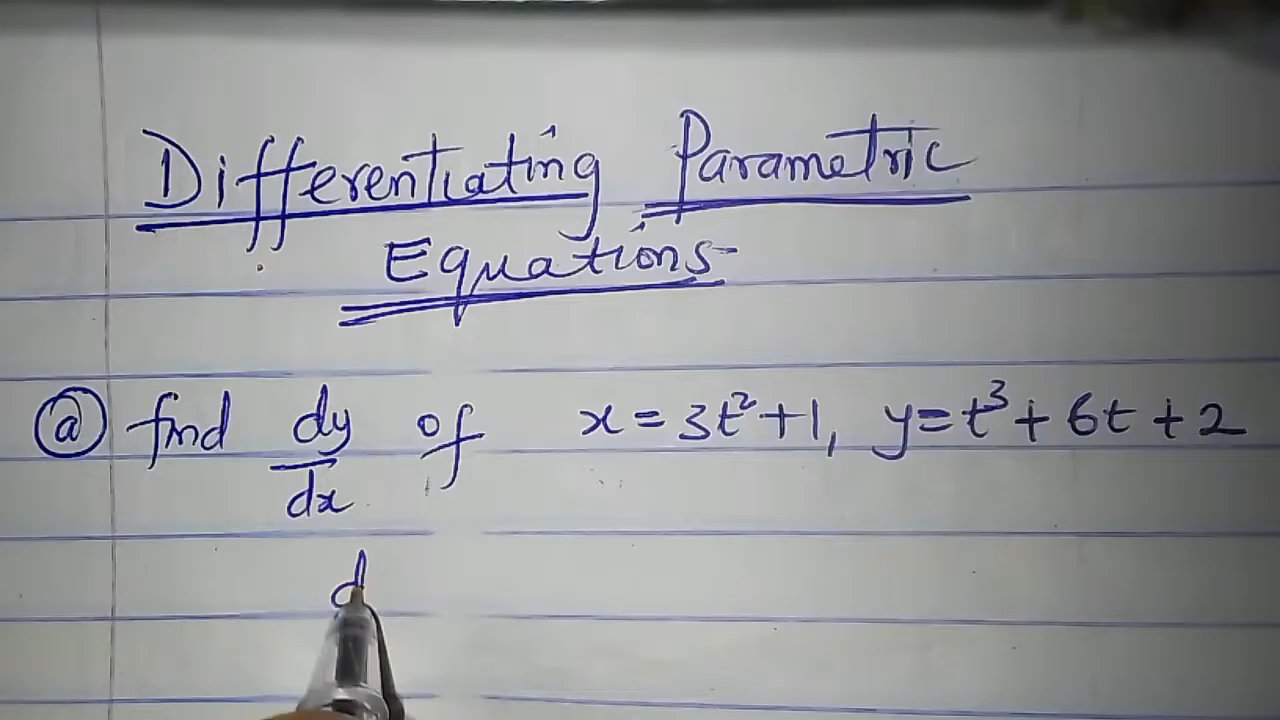 Differentiating Parametric
Equations
(a) find dy/dx of x = 3t² + 1, y = t³ + 6t + 2
d